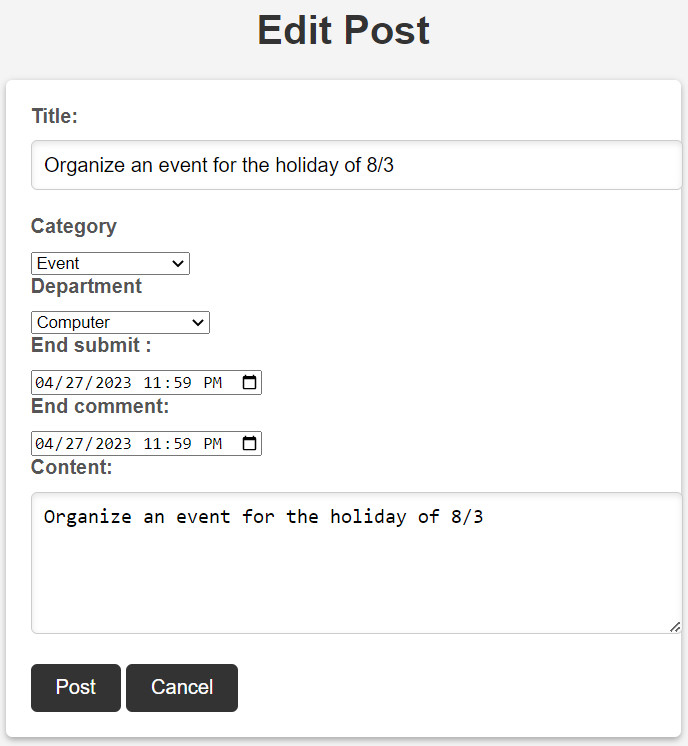 Edit Post
Title:
Organize an event for the holiday of 8/3
Category
Event
Department
Computer
End submit :
04/27/2023 11:59 PM
End comment:
04/27/2023 11:59 PM
Content:
Organize an event for the holiday of 8/3
Post Cancel